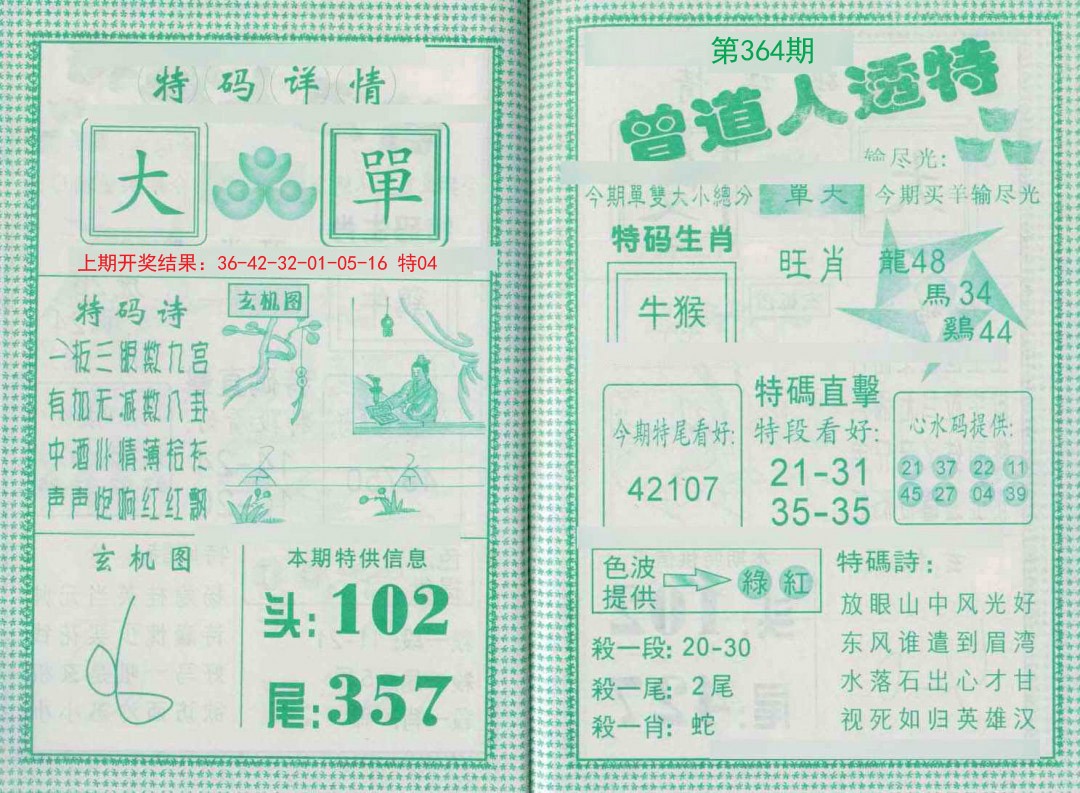 特码详情
大 單
上期开奖结果：36-42-32-01-05-16 特04
特码诗
一板三眼数九宫
有加无减数八卦
中酒渁情薄裣衽
声声炮响红红飘
玄机图
玄机图
本期特供信息
头:102
尾:357
第364期
曾道人透特
输尽光:
今期單雙大小總分 單大 今期买羊输尽光
特码生肖
牛猴
旺肖
龍48
馬34
鷄44
今期特尾看好:
42107
特碼直擊
特段看好:
21-31
35-35
心水码提供:
21 37 22 11
45 27 04 39
色波
提供
綠 紅
殺一段: 20-30
殺一尾: 2尾
殺一肖: 蛇
特碼詩:
放眼山中风光好
东风谁遣到眉湾
水落石出心才甘
视死如归英雄汉